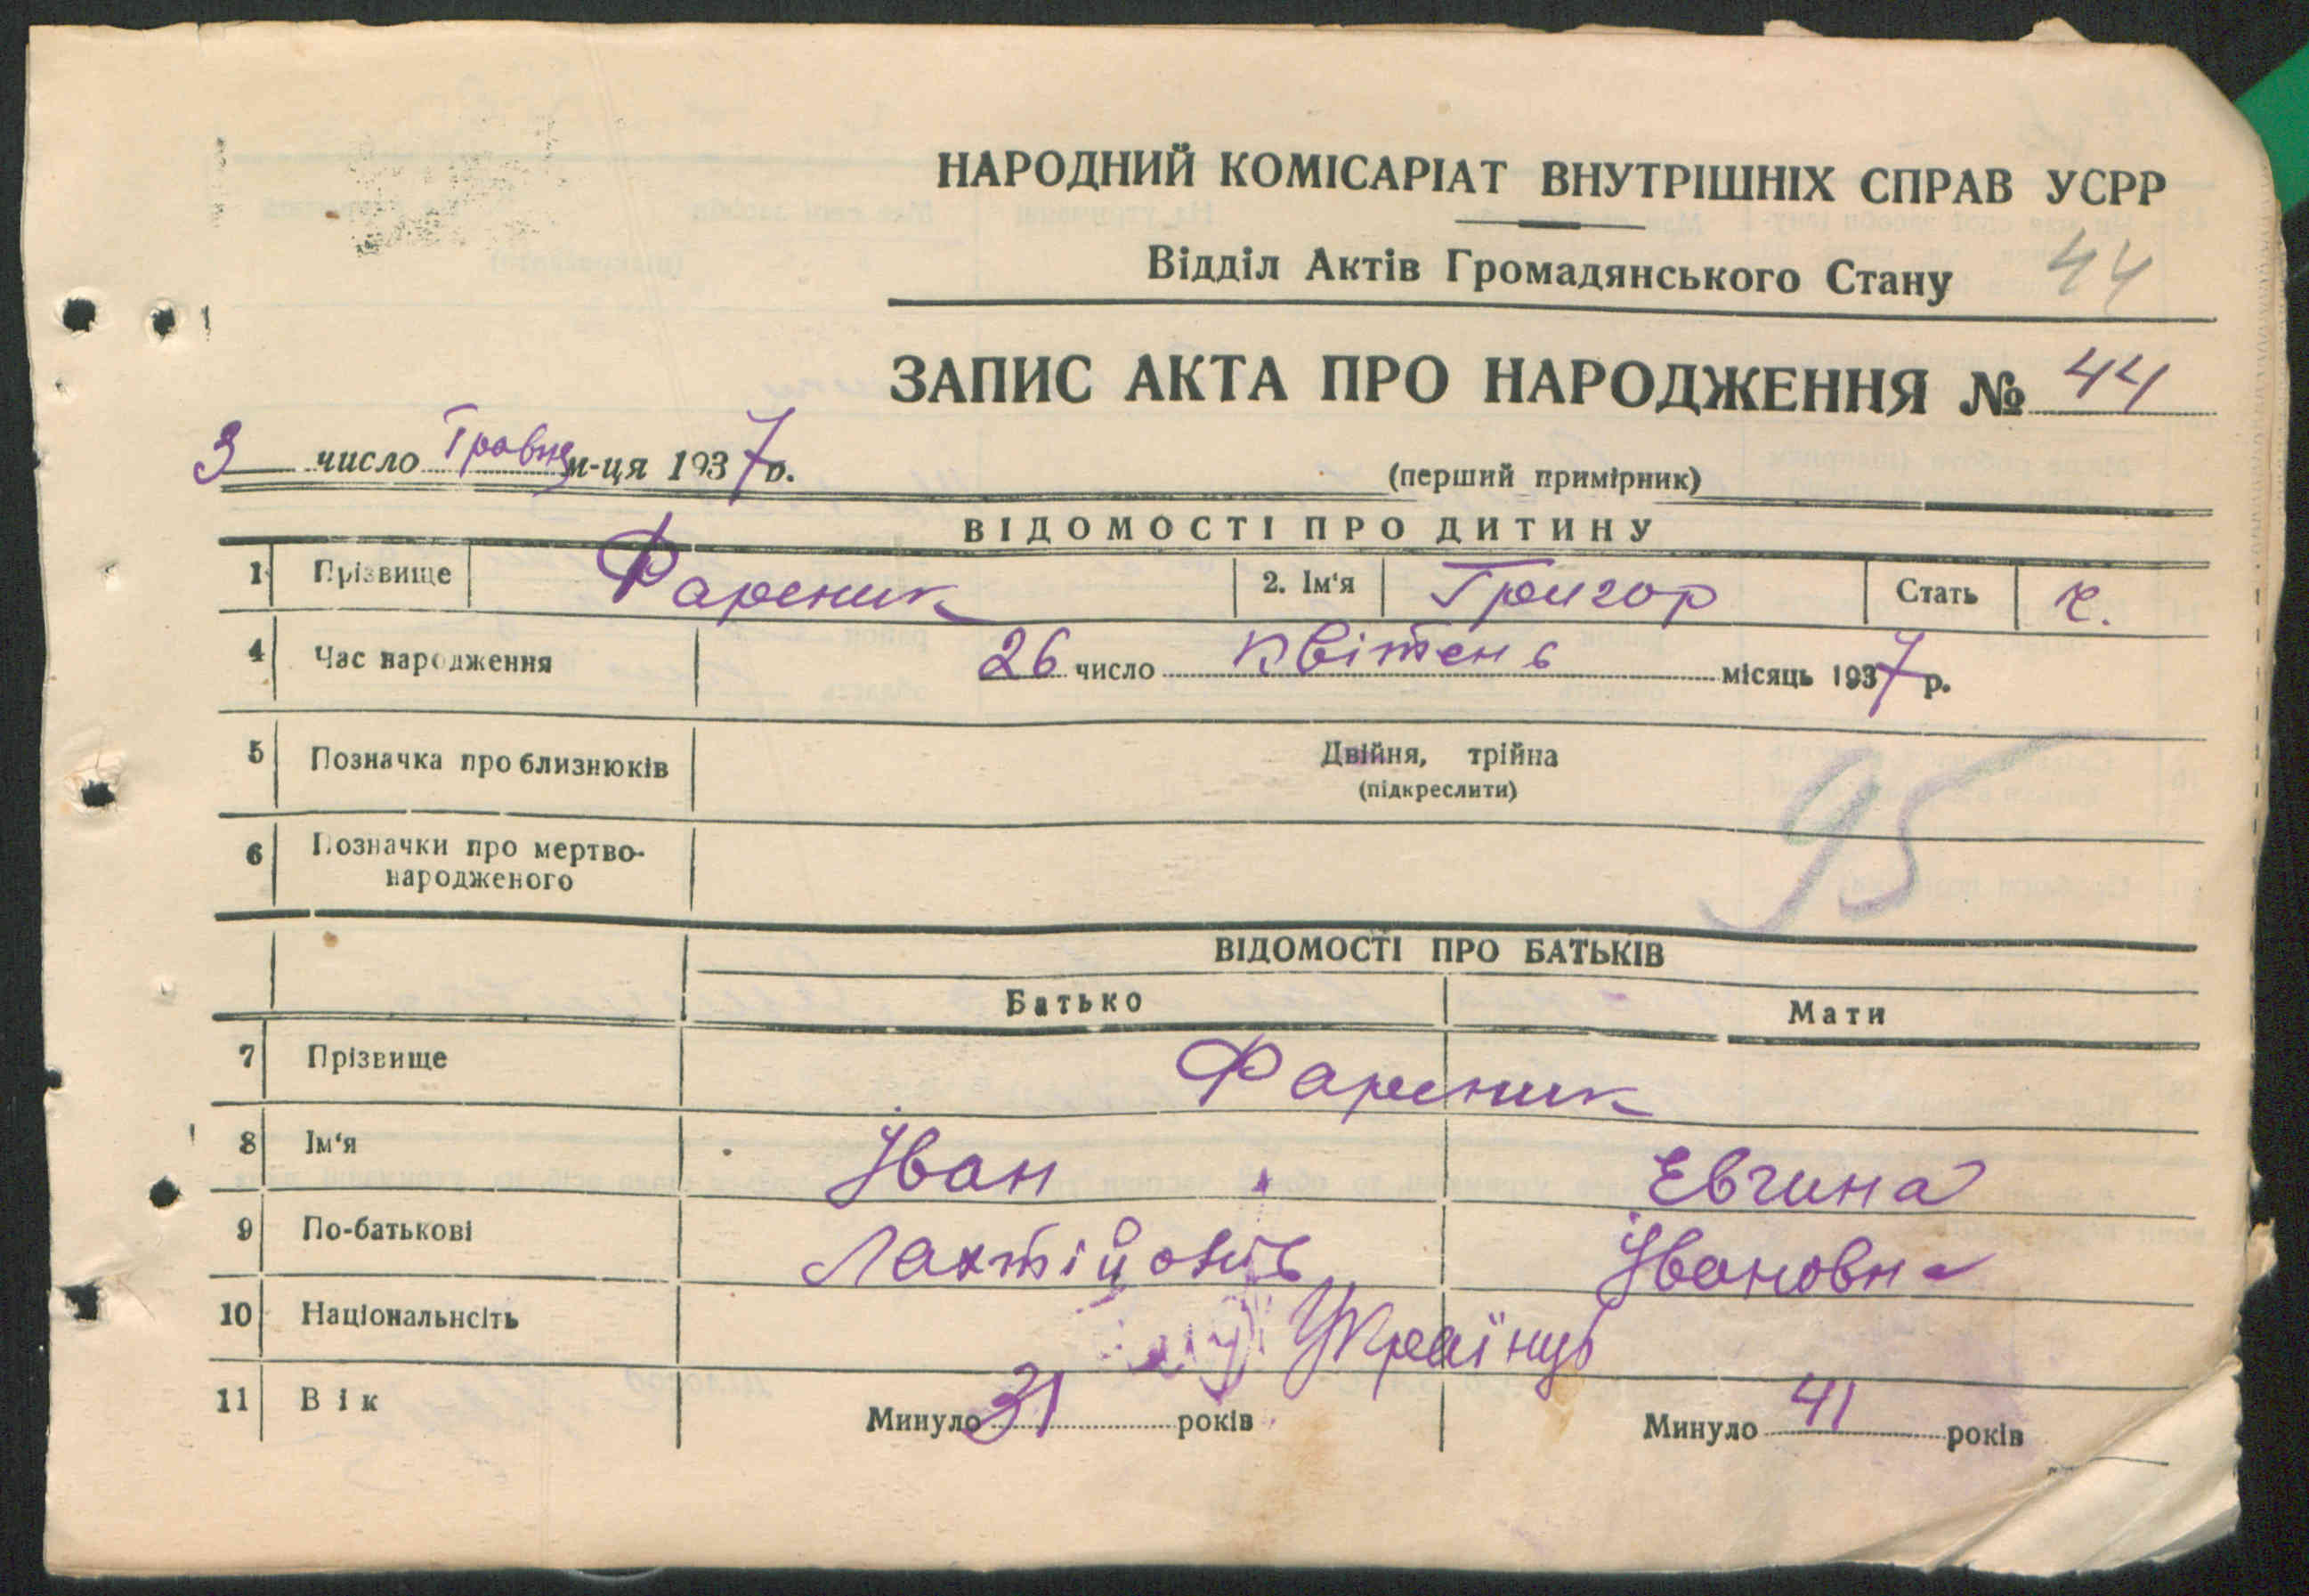 НАРОДНИЙ КОМІСАРІАТ ВНУТРІШНІХ СПРАВ УСРР
Відділ Актів Громадянського Стану 44
ЗАПИС АКТА ПРО НАРОДЖЕННЯ № 44
3 число Травня м-ця 1937 р.
(перший примірник)
ВІДОМОСТІ ПРО ДИТИНУ
1 Прізвище Фареник 2. Ім'я Григор Стать ч.
4 Час народження 26 число Квітень місяць 1937 р.
5 Позначка про близнюків Двійня, трійна
(підкреслити)
95
6 Позначки про мертво-
народженого
ВІДОМОСТІ ПРО БАТЬКІВ
Батько Мати
7 Прізвище Фареник
8 Ім'я Іван Евгина
9 По-батькові Івановна
10 Національнсіть Українці
11 Вік Минуло 31 років Минуло 41 років